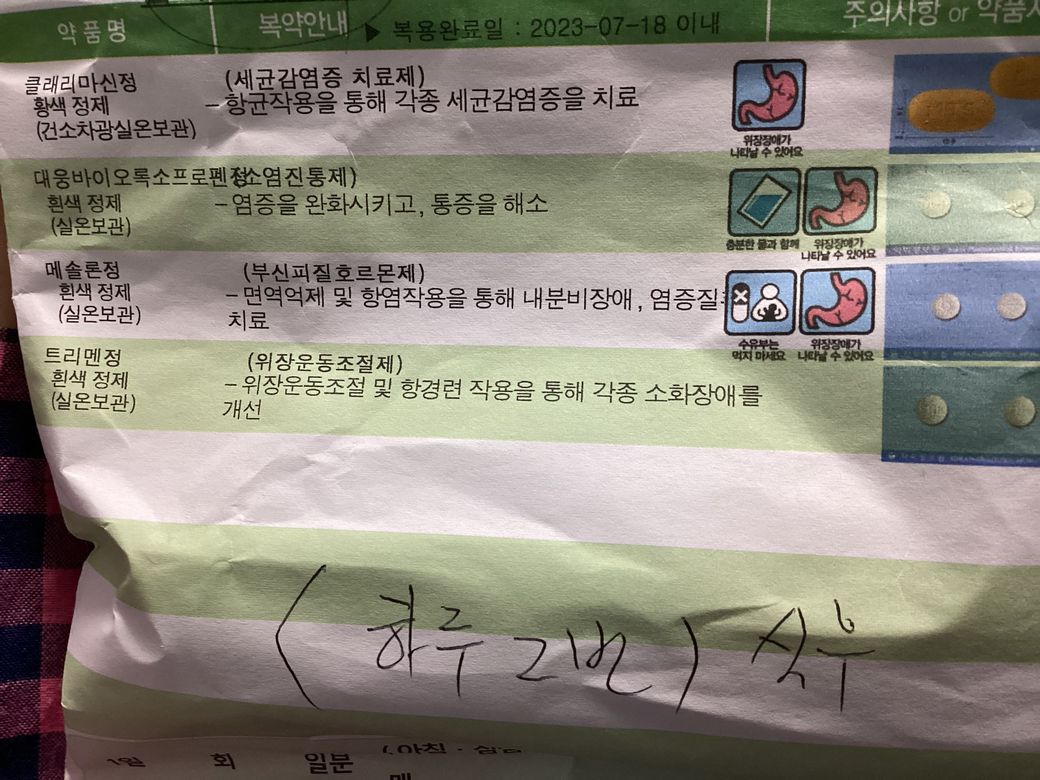 약품명 복약안내 ▶ 복용완료일 : 2023-07-18 이내 주의사항 or 약품사
클래리마신정 (세균감염증 치료제)
황색 정제 – 항균작용을 통해 각종 세균감염증을 치료
(건소차광실온보관)
위장장애가
나타날 수 있어요
대웅바이오록소프로펜정 소염진통제)
흰색 정제 – 염증을 완화시키고, 통증을 해소
(실온보관)
충분한 물과 함께 위장장애가
나타날 수 있어요
메솔론정 (부신피질호르몬제)
흰색 정제 – 면역억제 및 항염작용을 통해 내분비장애, 염증질
(실온보관) 치료
수유부는 위장장애가
먹지 마세요 나타날 수 있어요
트리멘정 (위장운동조절제)
흰색 정제 – 위장운동조절 및 항경련 작용을 통해 각종 소화장애를
(실온보관) 개선
(하루 2번) 식후
1일 회 일분